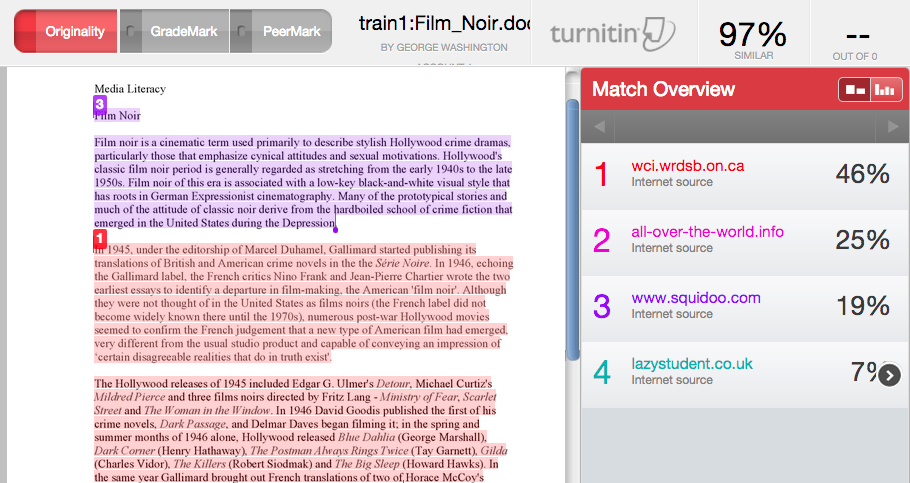 Originality
GradeMark
PeerMark
train1:Film_Noir.doc
BY GEORGE WASHINGTON
turnitin
97%
SIMILAR
--
OUT OF 0
Media Literacy
3
Film Noir
Film noir is a cinematic term used primarily to describe stylish Hollywood crime dramas,
particularly those that emphasize cynical attitudes and sexual motivations. Hollywood's
classic film noir period is generally regarded as stretching from the early 1940s to the late
1950s. Film noir of this era is associated with a low-key black-and-white visual style that
has roots in German Expressionist cinematography. Many of the prototypical stories and
much of the attitude of classic noir derive from the hardboiled school of crime fiction that
emerged in the United States during the Depression
1
In 1945, under the editorship of Marcel Duhamel, Gallimard started publishing its
translations of British and American crime novels in the the Série Noire. In 1946, echoing
the Gallimard label, the French critics Nino Frank and Jean-Pierre Chartier wrote the two
earliest essays to identify a departure in film-making, the American 'film noir'. Although
they were not thought of in the United States as films noirs (the French label did not
become widely known there until the 1970s), numerous post-war Hollywood movies
seemed to confirm the French judgement that a new type of American film had emerged,
very different from the usual studio product and capable of conveying an impression of
'certain disagreeable realities that do in truth exist'.
The Hollywood releases of 1945 included Edgar G. Ulmer's Detour, Michael Curtiz's
Mildred Pierce and three films noirs directed by Fritz Lang - Ministry of Fear, Scarlet
Street and The Woman in the Window. In 1946 David Goodis published the first of his
crime novels, Dark Passage, and Delmar Daves began filming it; in the spring and
summer months of 1946 alone, Hollywood released Blue Dahlia (George Marshall),
Dark Corner (Henry Hathaway), The Postman Always Rings Twice (Tay Garnett), Gilda
(Charles Vidor), The Killers (Robert Siodmak) and The Big Sleep (Howard Hawks). In
the same year Gallimard brought out French translations of two of Horace McCoy's
Match Overview
1
wci.wrdsb.on.ca
Internet source
46%
2
all-over-the-world.info
Internet source
25%
3
www.squidoo.com
Internet source
19%
4
lazystudent.co.uk
Internet source
7%